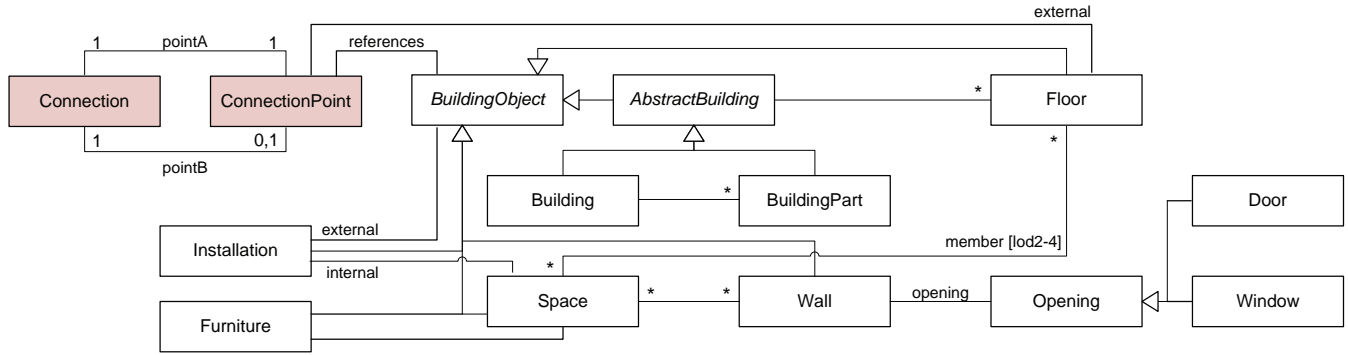 external
1
pointA
1
references
Connection
ConnectionPoint
BuildingObject
AbstractBuilding
*
Floor
1
0,1
*
pointB
Building
*
BuildingPart
Door
external
Installation
member [lod2-4]
internal
*
Space
*
*
Wall
opening
Opening
Window
Furniture